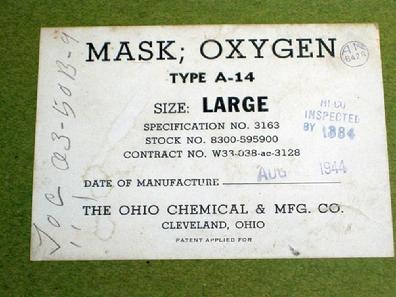 MASK; OXYGEN
TYPE A-14
SIZE: LARGE
SPECIFICATION NO. 3163
STOCK NO. 8300-595900
CONTRACT NO. W33-038-ac-3128
INSPECTED
BY 1884
DATE OF MANUFACTURE AUG 1944
THE OHIO CHEMICAL & MFG. CO.
CLEVELAND, OHIO
PATENT APPLIED FOR